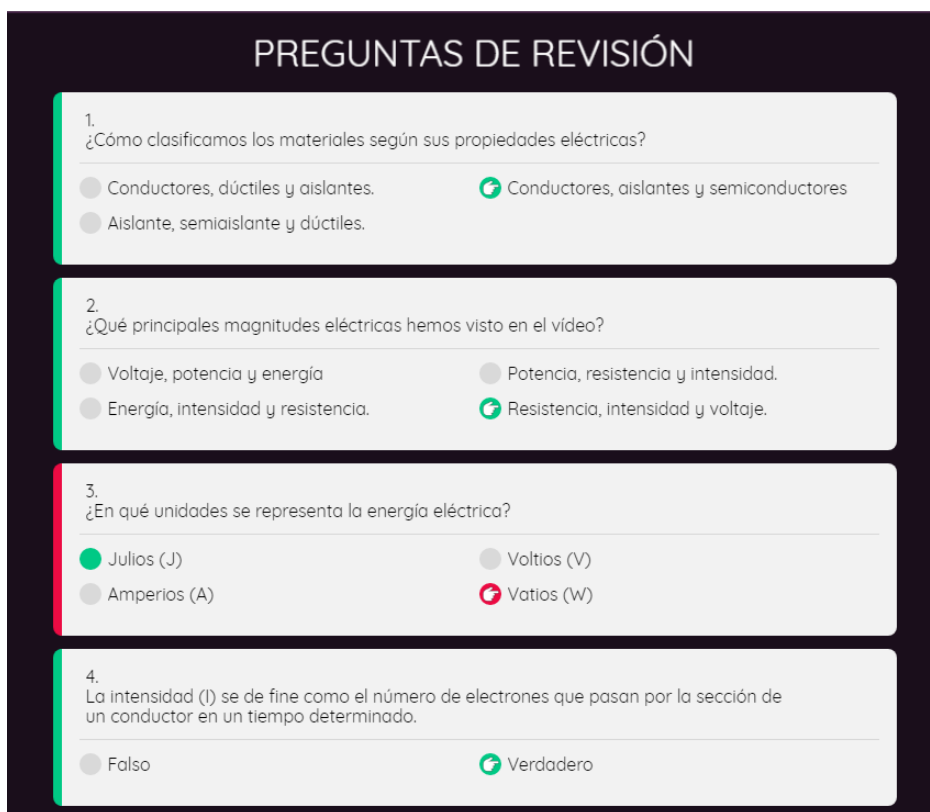 PREGUNTAS DE REVISIÓN
1.
¿Cómo clasificamos los materiales según sus propiedades eléctricas?
Conductores, dúctiles y aislantes.
Conductores, aislantes y semiconductores
Aislante, semiaislante y dúctiles.
2.
¿Qué principales magnitudes eléctricas hemos visto en el vídeo?
Voltaje, potencia y energía
Potencia, resistencia y intensidad.
Energía, intensidad y resistencia.
Resistencia, intensidad y voltaje.
3.
¿En qué unidades se representa la energía eléctrica?
Julios (J)
Voltios (V)
Amperios (A)
Vatios (W)
4.
La intensidad (I) se de fine como el número de electrones que pasan por la sección de
un conductor en un tiempo determinado.
Falso
Verdadero